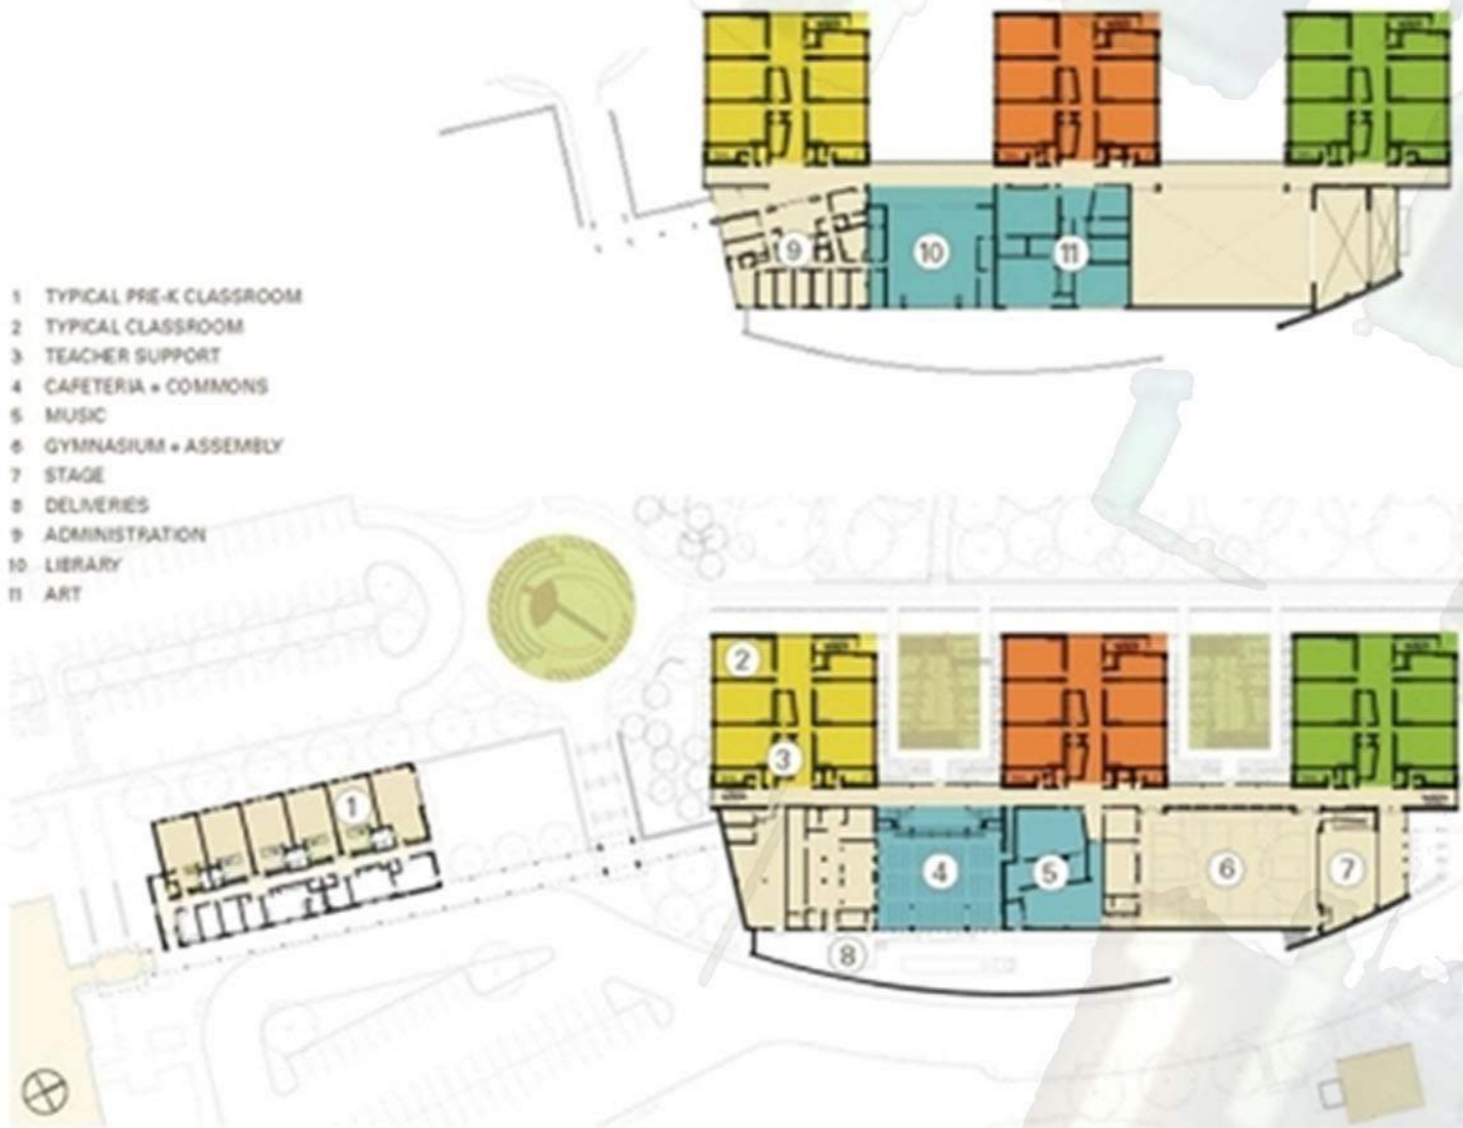 9
10
11
1 TYPICAL PRE-K CLASSROOM
2 TYPICAL CLASSROOM
3 TEACHER SUPPORT
4 CAFETERIA + COMMONS
5 MUSIC
6 GYMNASIUM + ASSEMBLY
7 STAGE
8 DELIVERIES
9 ADMINISTRATION
10 LIBRARY
11 ART
2
3
1
4
5
6
7
8